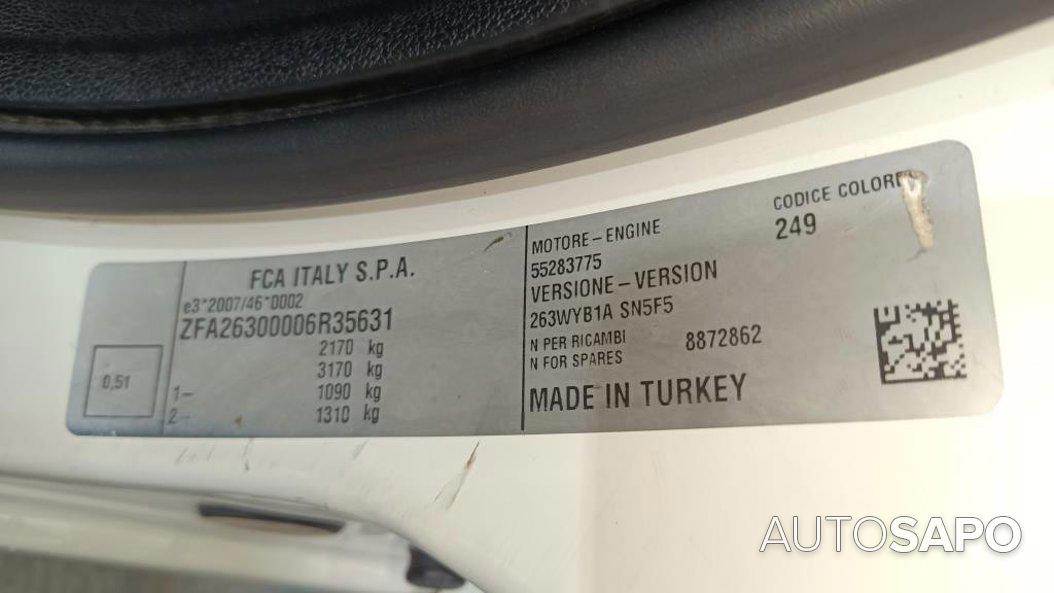 FCA ITALY S.P.A.
e3*2007/46*0002
ZFA26300006R35631
2170 kg
3170 kg
1- 1090 kg
2- 1310 kg
0,51
MOTORE-ENGINE
55283775
VERSIONE-VERSION
263WYB1A SN5F5
N PER RICAMBI
N FOR SPARES
8872862
MADE IN TURKEY
CODICE COLORE
249
AUTOSAPO